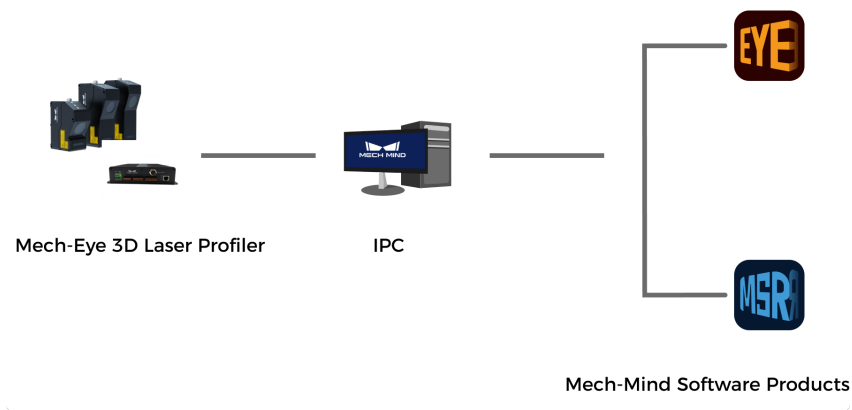 EYE
MECH MIND
Mech-Eye 3D Laser Profiler
IPC
MSR
Mech-Mind Software Products